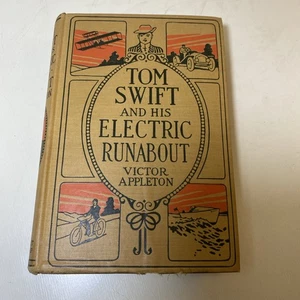 TOM
SWIFT
AND HIS
ELECTRIC
RUNABOUT
VICTOR
APPLETON